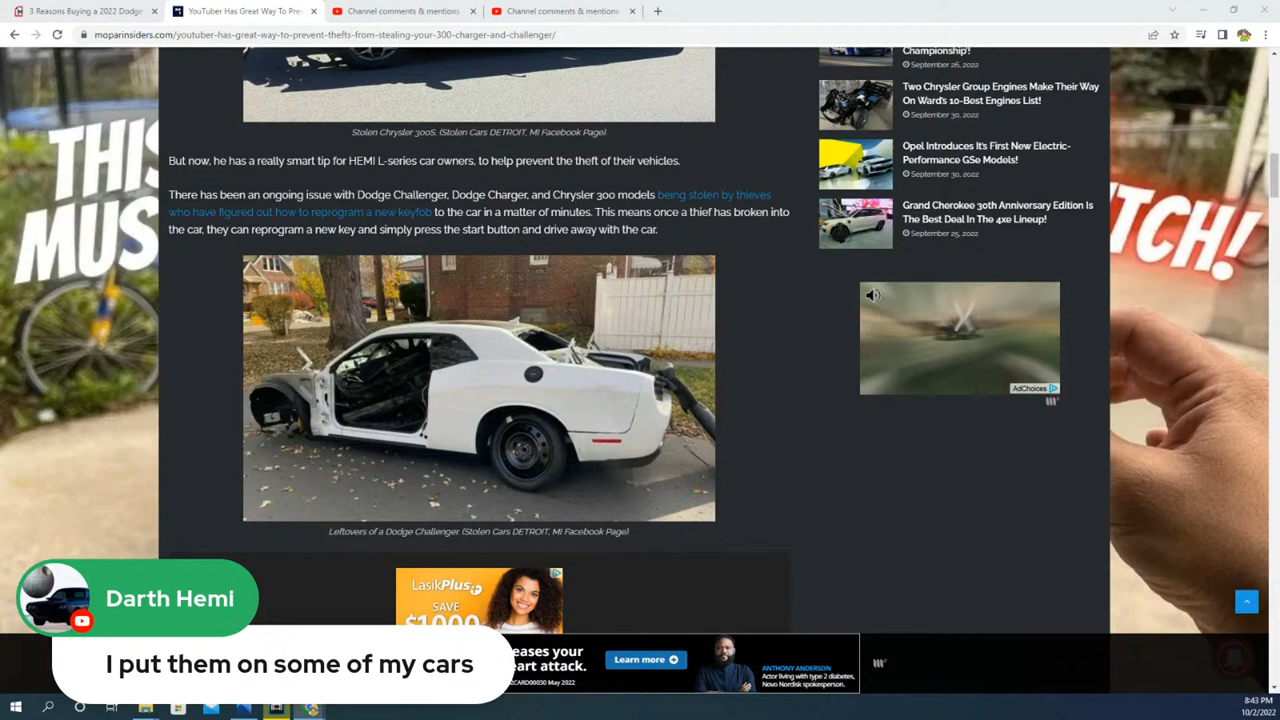 3 Reasons Buying a 2022 Dodge
YouTuber Has Great Way To Prev
Channel comments & mentions
Channel comments & mentions
moparinsiders.com/youtuber-has-great-way-to-prevent-thefts-from-stealing-your-300-charger-and-challenger/
THIS
MUS
TCH!
Stolen Chrysler 300S. (Stolen Cars DETROIT, MI Facebook Page)
But now, he has a really smart tip for HEMI L-series car owners, to help prevent the theft of their vehicles.
There has been an ongoing issue with Dodge Challenger, Dodge Charger, and Chrysler 300 models being stolen by thieves
who have figured out how to reprogram a new keyfob to the car in a matter of minutes. This means once a thief has broken into
the car, they can reprogram a new key and simply press the start button and drive away with the car.
Leftovers of a Dodge Challenger. (Stolen Cars DETROIT, MI Facebook Page)
Championship'!
September 26, 2022
Two Chrysler Group Engines Make Their Way
On Ward's 10-Best Engines List!
September 30, 2022
Opel Introduces It's First New Electric-
Performance GSe Models!
September 30, 2022
Grand Cherokee 30th Anniversary Edition Is
The Best Deal In The 4xe Lineup!
September 25, 2022
AdChoices
LasikPlus
SAVE
$1000
eases your
eart attack.
2CARD00030 May 2022
Learn more
ANTHONY ANDERSON
Actor living with type 2 diabetes,
Novo Nordisk spokesperson.
Darth Hemi
I put them on some of my cars
8:43 PM
10/2/2022